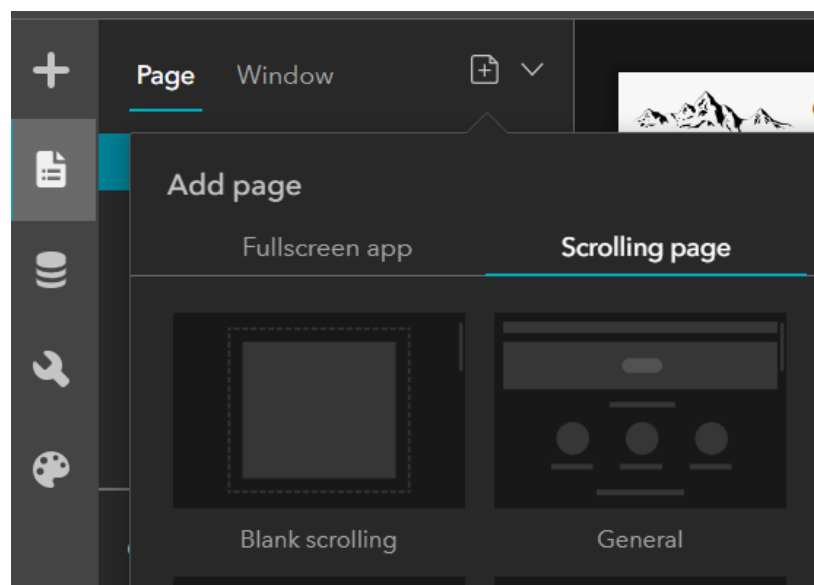 Page Window
Add page
Fullscreen app Scrolling page
Blank scrolling General